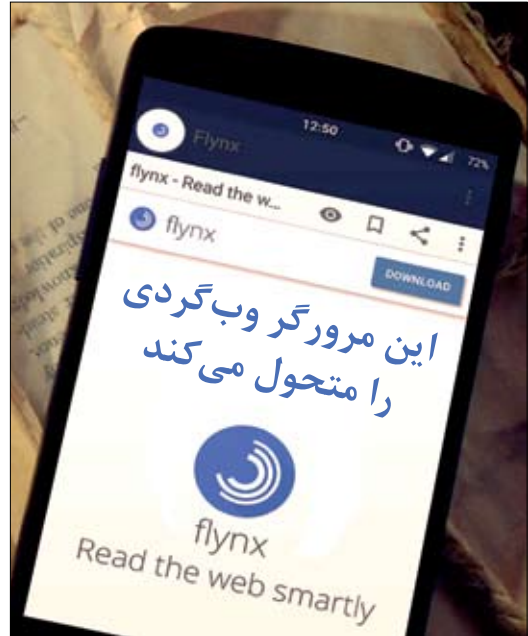 12:50
72%
Flynx
flynx - Read the w...
flynx
DOWNLOAD
این مرورگر وب‌گردی
را متحول می‌کند
flynx
Read the web smartly